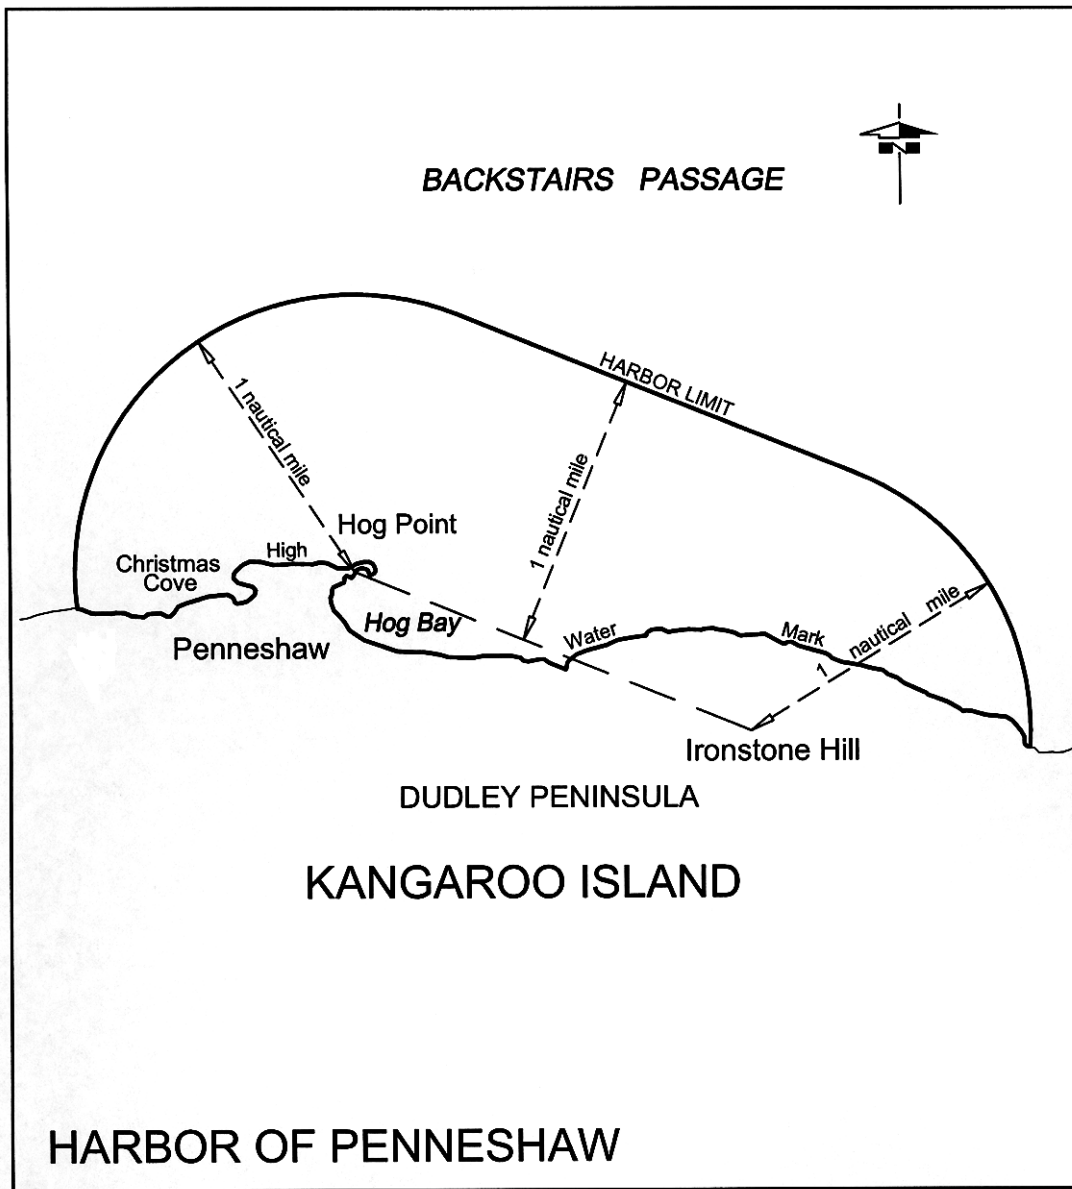 N
BACKSTAIRS PASSAGE
HARBOR LIMIT
1 nautical mile
1 nautical mile
Hog Point
High
Christmas
Cove
Hog Bay
Penneshaw
Water
Mark
1 nautical mile
Ironstone Hill
DUDLEY PENINSULA
KANGAROO ISLAND
HARBOR OF PENNESHAW